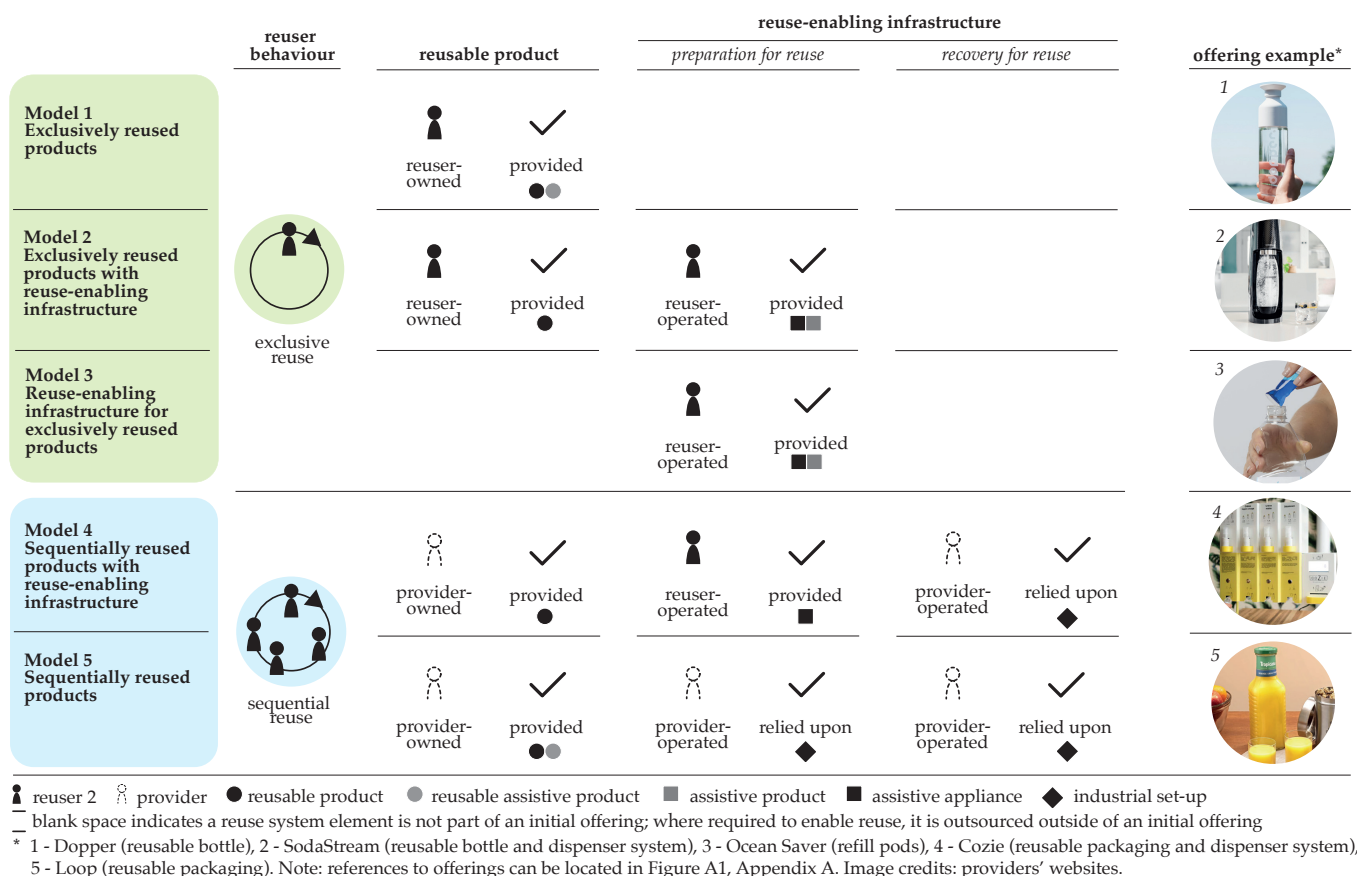 reuse-enabling infrastructure
reuser
behaviour
reusable product
preparation for reuse
recovery for reuse
offering example*
Model 1
Exclusively reused
products
reuser-
owned
provided
1
Model 2
Exclusively reused
products with
reuse-enabling
infrastructure
exclusive
reuse
reuser-
owned
provided
reuser-
operated
provided
2
Model 3
Reuse-enabling
infrastructure for
exclusively reused
products
reuser-
operated
provided
3
Model 4
Sequentially reused
products with
reuse-enabling
infrastructure
sequential
reuse
provider-
owned
provided
reuser-
operated
provided
provider-
operated
relied upon
4
Model 5
Sequentially reused
products
provider-
owned
provided
provider-
operated
relied upon
provider-
operated
relied upon
5
Tropicana
reuser 2 provider reusable product reusable assistive product assistive product assistive appliance industrial set-up
blank space indicates a reuse system element is not part of an initial offering; where required to enable reuse, it is outsourced outside of an initial offering
* 1 - Dopper (reusable bottle), 2 - SodaStream (reusable bottle and dispenser system), 3 - Ocean Saver (refill pods), 4 - Cozie (reusable packaging and dispenser system),
5 - Loop (reusable packaging). Note: references to offerings can be located in Figure A1, Appendix A. Image credits: providers' websites.